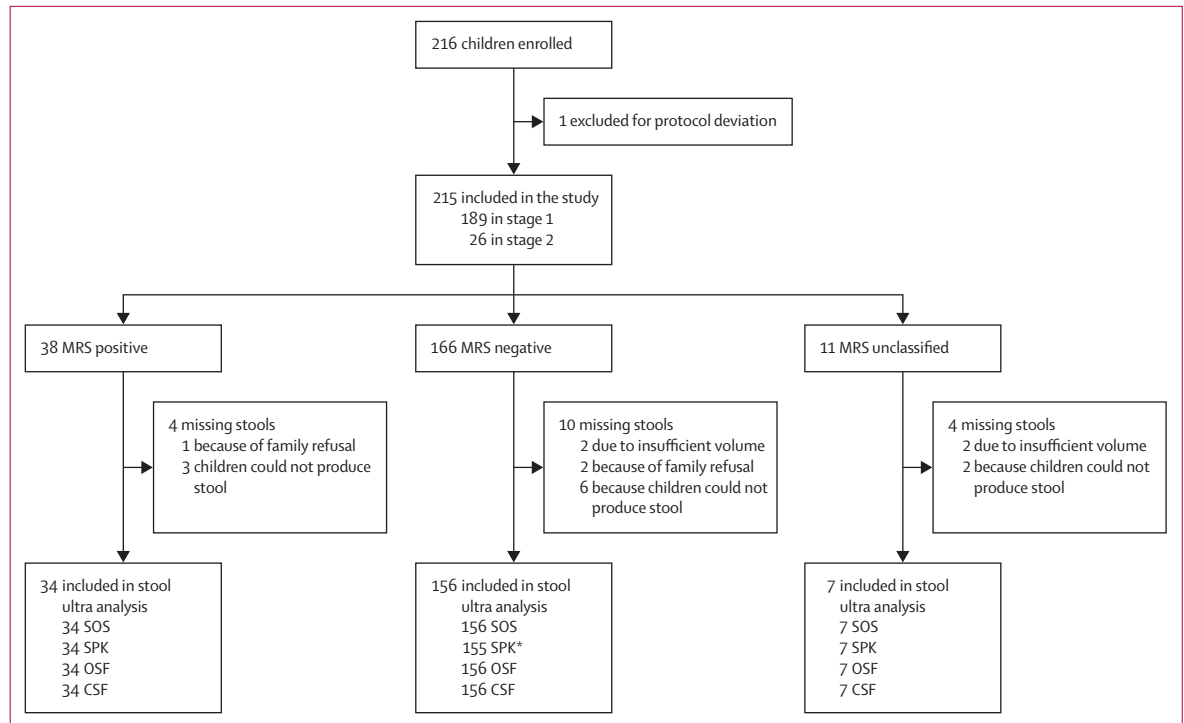 216 children enrolled
1 excluded for protocol deviation
215 included in the study
189 in stage 1
26 in stage 2
38 MRS positive
166 MRS negative
11 MRS unclassified
4 missing stools
1 because of family refusal
3 children could not produce
stool
10 missing stools
2 due to insufficient volume
2 because of family refusal
6 because children could not
produce stool
4 missing stools
2 due to insufficient volume
2 because children could not
produce stool
34 included in stool
ultra analysis
34 SOS
34 SPK
34 OSF
34 CSF
156 included in stool
ultra analysis
156 SOS
155 SPK*
156 OSF
156 CSF
7 included in stool
ultra analysis
7 SOS
7 SPK
7 OSF
7 CSF